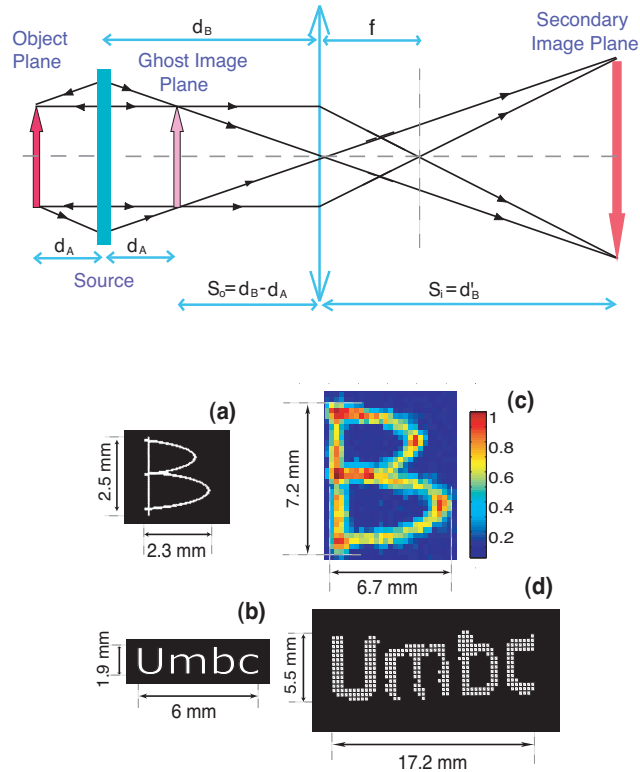 Object Plane
d_B
f
Secondary Image Plane
Ghost Image Plane
d_A
d_A
Source
S_o=d_B-d_A
S_i=d'_B
(a)
2.5 mm
2.3 mm
(c)
7.2 mm
6.7 mm
1
0.8
0.6
0.4
0.2
(b)
1.9 mm
Umbc
6 mm
(d)
5.5 mm
Umbc
17.2 mm